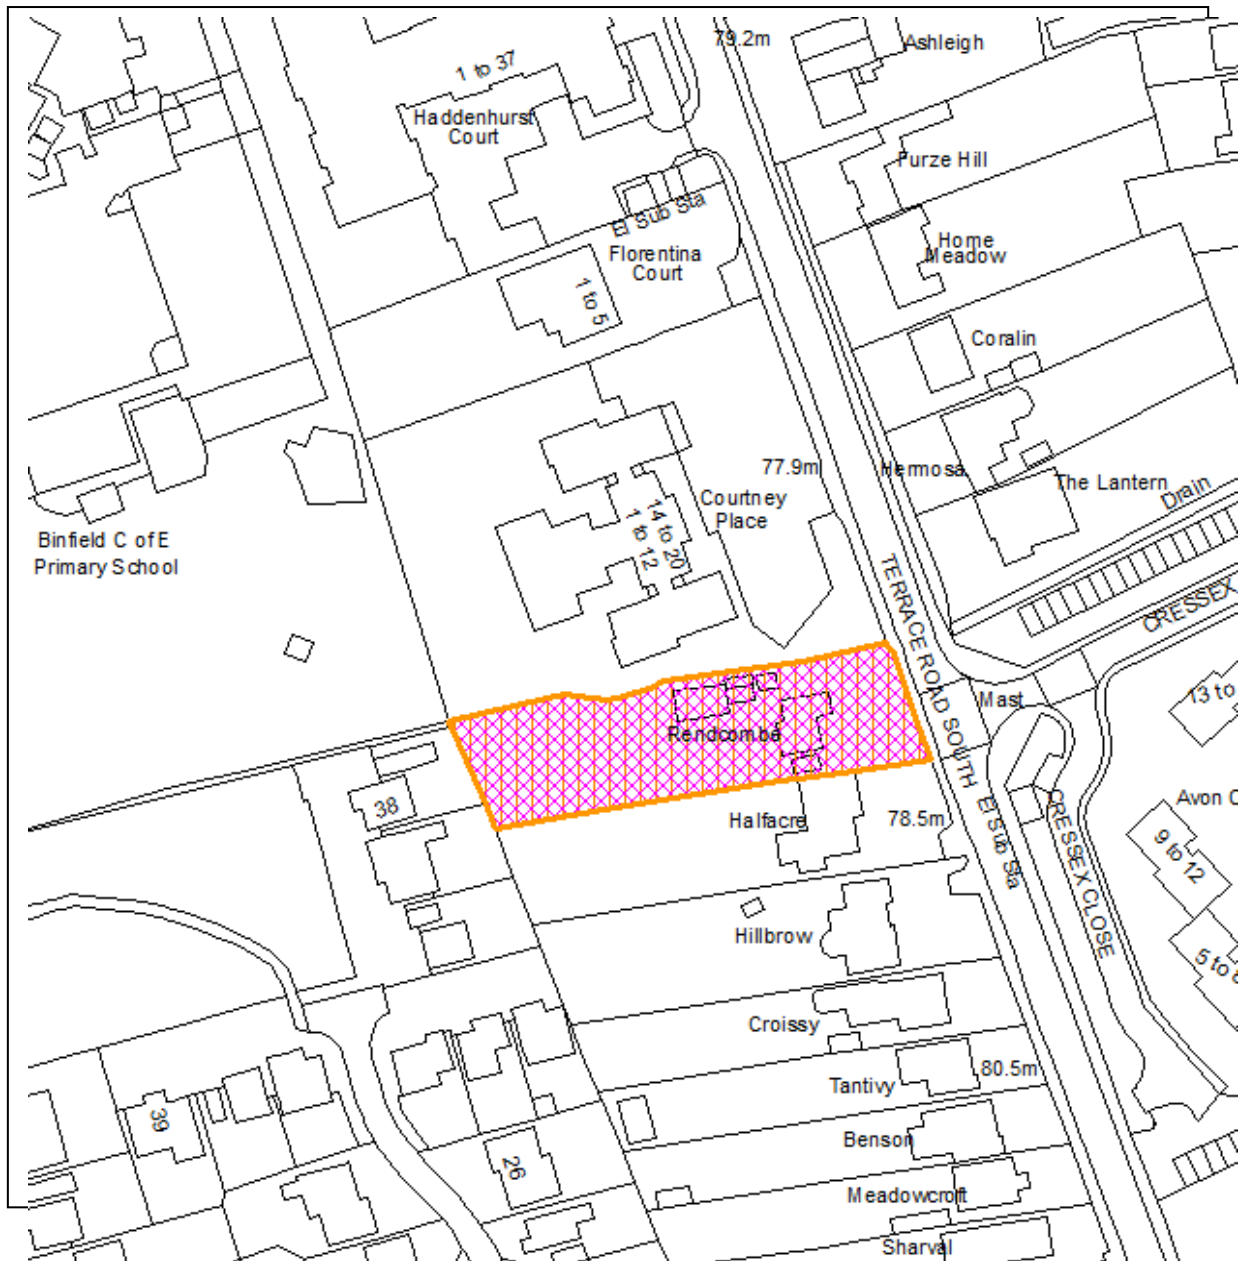 79.2m
Ashleigh
1 to 37
Haddenhurst
Court
Furze Hill
El Sub Sta
Home
Meadow
Florentina
Court
1 to 5
Coralin
77.9m
Hermosa
The Lantern
Drain
Courtney
Place
14 to 20
1 to 12
Binfield C of E
Primary School
TERRACE ROAD SOUTH
CRESSEX
13 to
Mast
Rendcombe
Avon C
38
Halfacre
78.5m
El Sub Sta
CRESSEX CLOSE
9 to 12
Hillbrow
5 to 8
Croissy
80.5m
Tantivy
39
Benson
26
Meadowcroft
Sharval